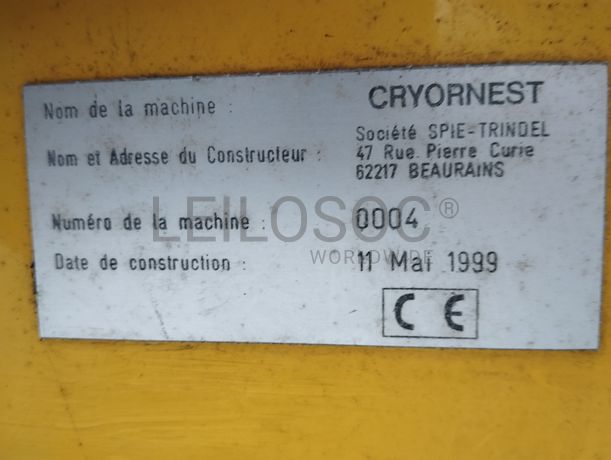 Nom de la machine : CRYORNEST
Nom et Adresse du Constructeur : Société SPIE-TRINDEL
47 Rue Pierre Curie
62217 BEAURAINS
Numéro de la machine : 0004
Date de construction : 11 Mai 1999
CE
LEILOSOC®
WORLDWIDE